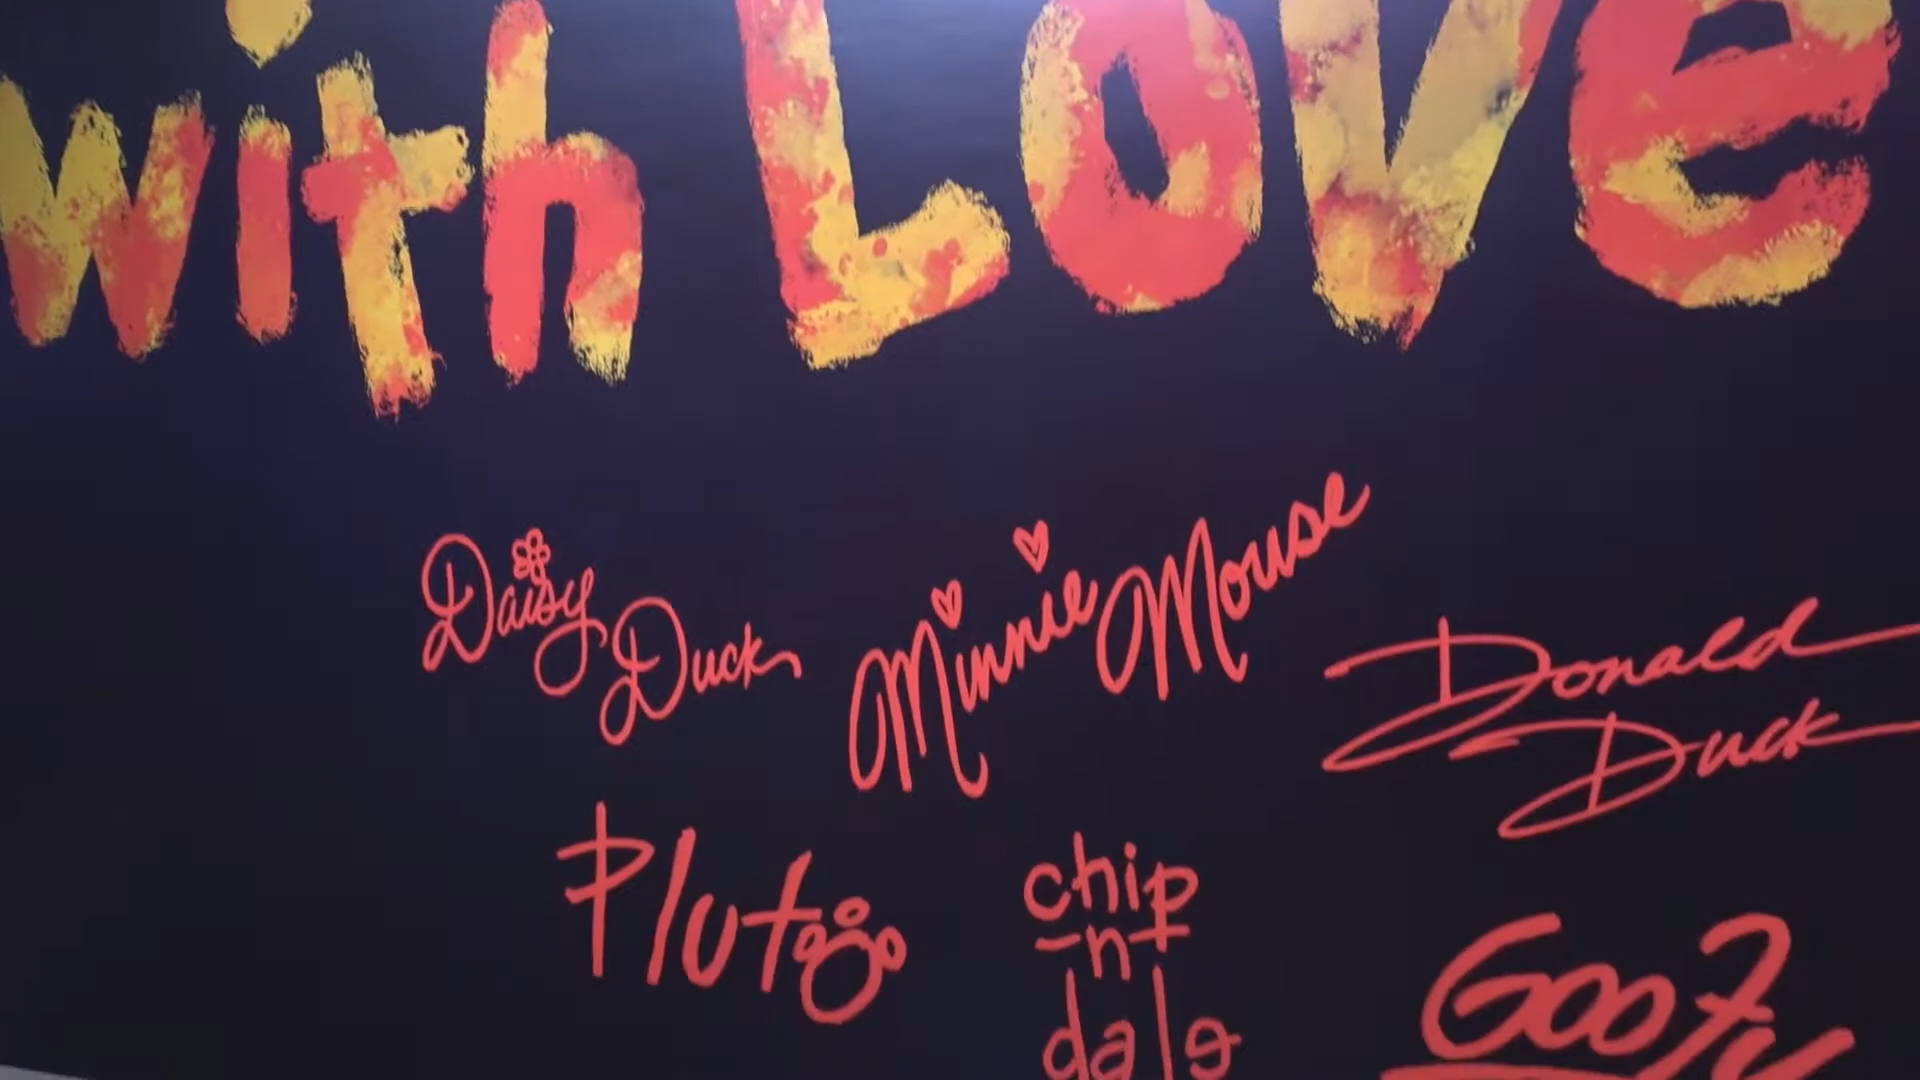 with Love
Daisy Duck
Minnie Mouse
Donald Duck
Pluto
chip
-n-
dale
Goofy